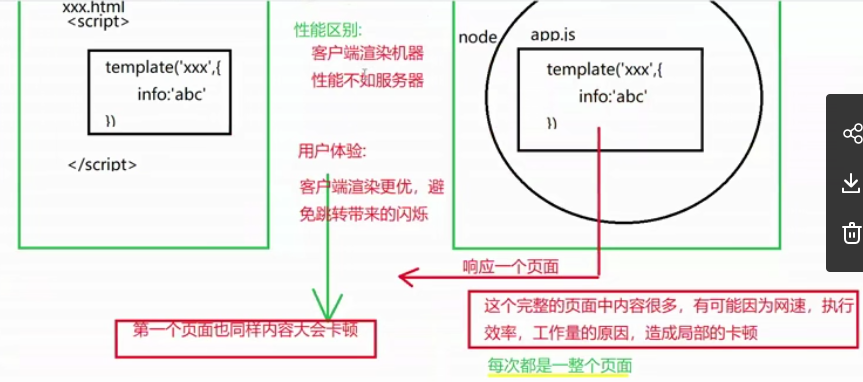 xxx.html
<script>
template('xxx',{
info:'abc'
})
</script>
性能区别:
客户端渲染机器
性能不如服务器
用户体验:
客户端渲染更优，避
免跳转带来的闪烁
第一个页面也同样内容大会卡顿
node
app.js
template('xxx',{
info:'abc'
})
响应一个页面
这个完整的页面中内容很多，有可能因为网速，执行
效率，工作量的原因，造成局部的卡顿
每次都是一整个页面